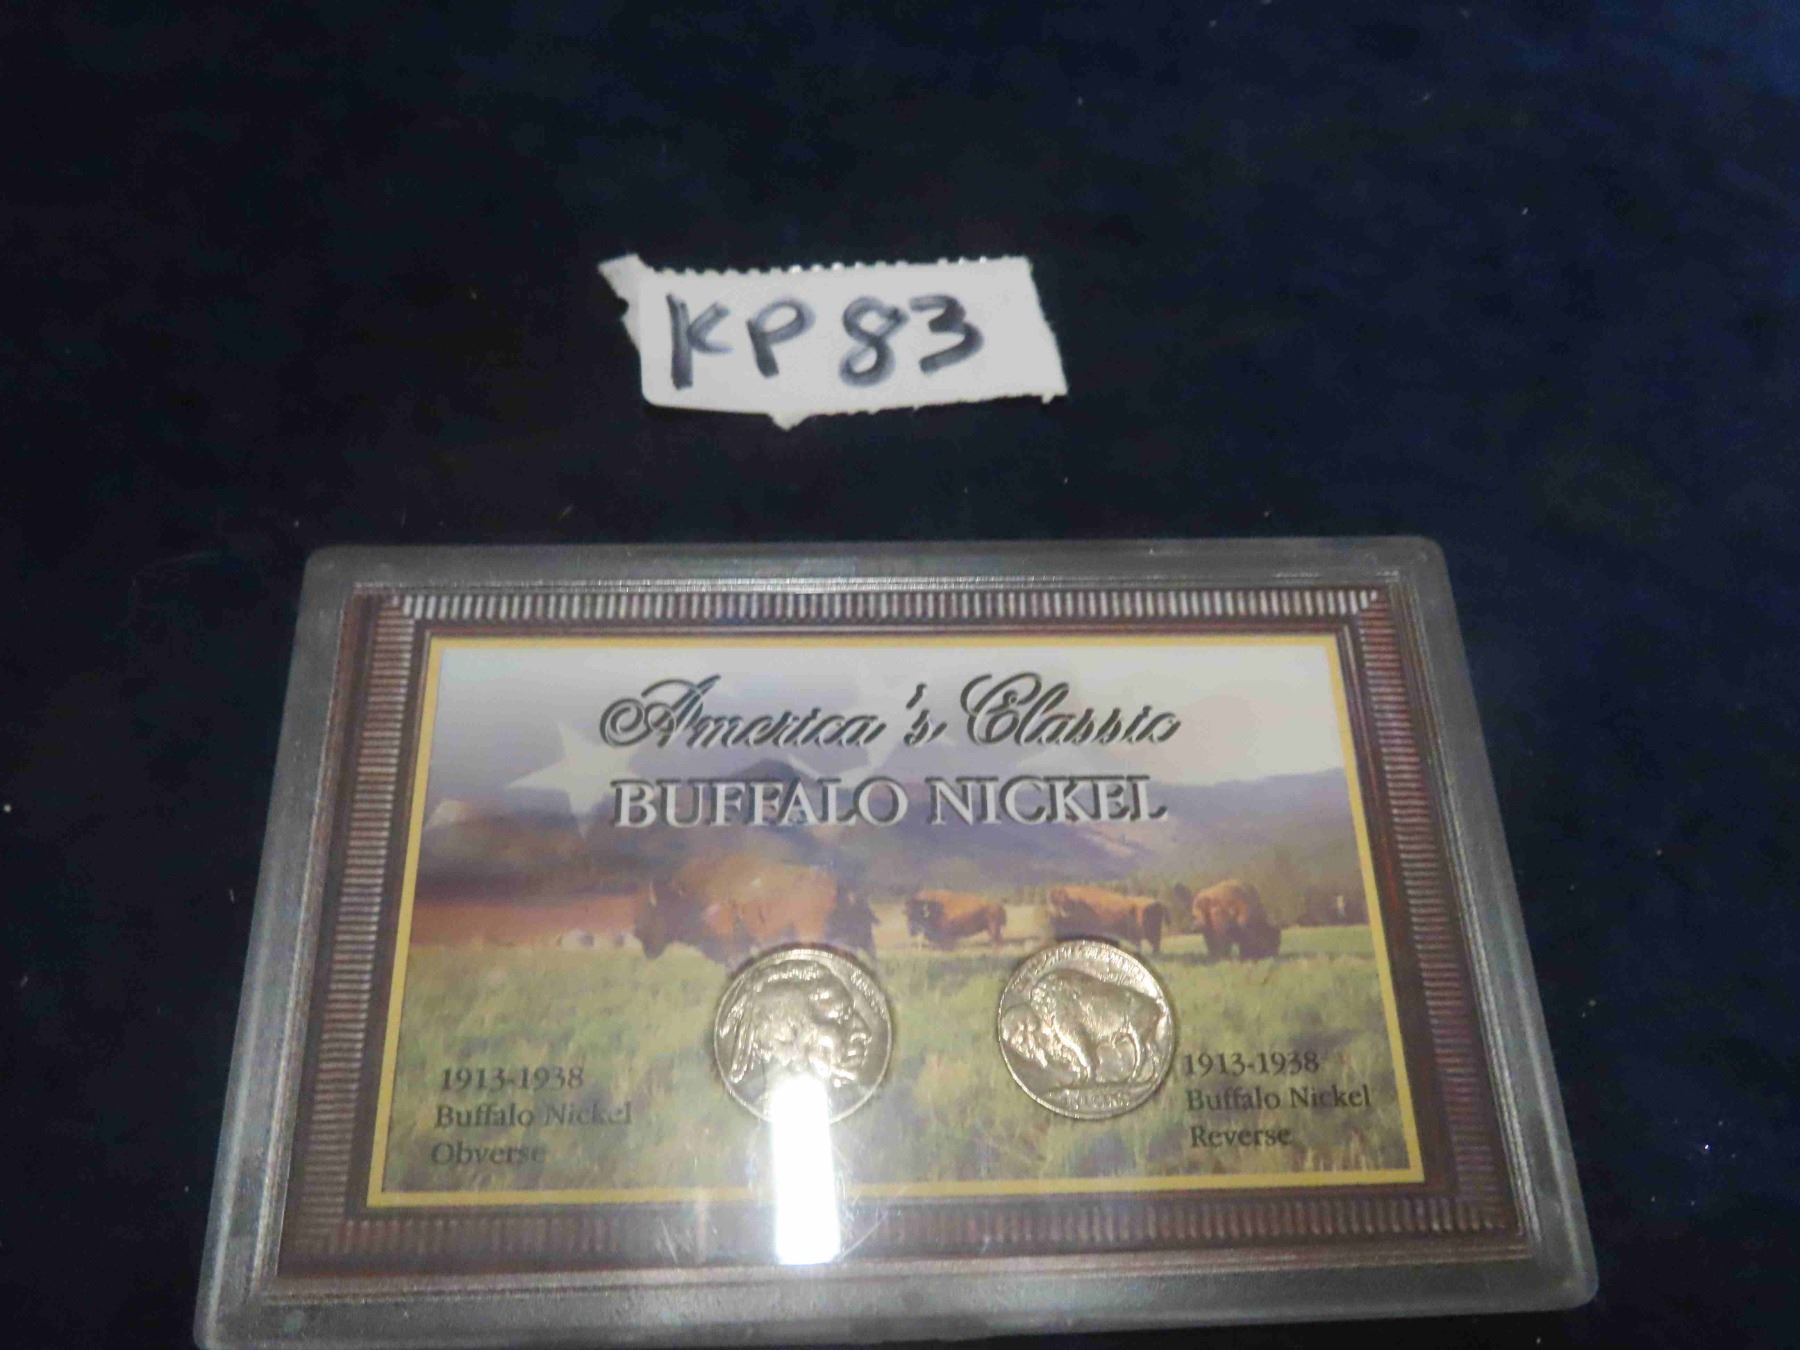 KP83
America's Classic
BUFFALO NICKEL
1913-1938
Buffalo Nickel
Obverse
1913-1938
Buffalo Nickel
Reverse